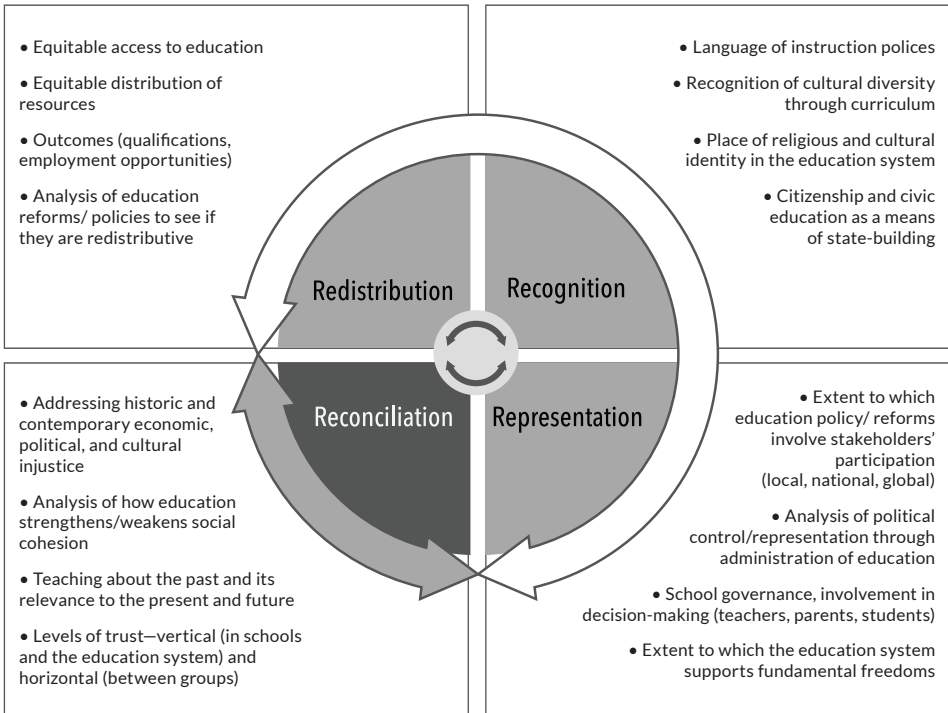 • Equitable access to education
• Equitable distribution of
resources
• Outcomes (qualifications,
employment opportunities)
• Analysis of education
reforms/ policies to see if
they are redistributive
• Language of instruction polices
• Recognition of cultural diversity
through curriculum
• Place of religious and cultural
identity in the education system
• Citizenship and civic
education as a means
of state-building
Redistribution
Recognition
Reconciliation
Representation
• Addressing historic and
contemporary economic,
political, and cultural
injustice
• Analysis of how education
strengthens/weakens social
cohesion
• Teaching about the past and its
relevance to the present and future
• Levels of trust—vertical (in schools
and the education system) and
horizontal (between groups)
• Extent to which
education policy/ reforms
involve stakeholders’
participation
(local, national, global)
• Analysis of political
control/representation through
administration of education
• School governance, involvement in
decision-making (teachers, parents, students)
• Extent to which the education system
supports fundamental freedoms